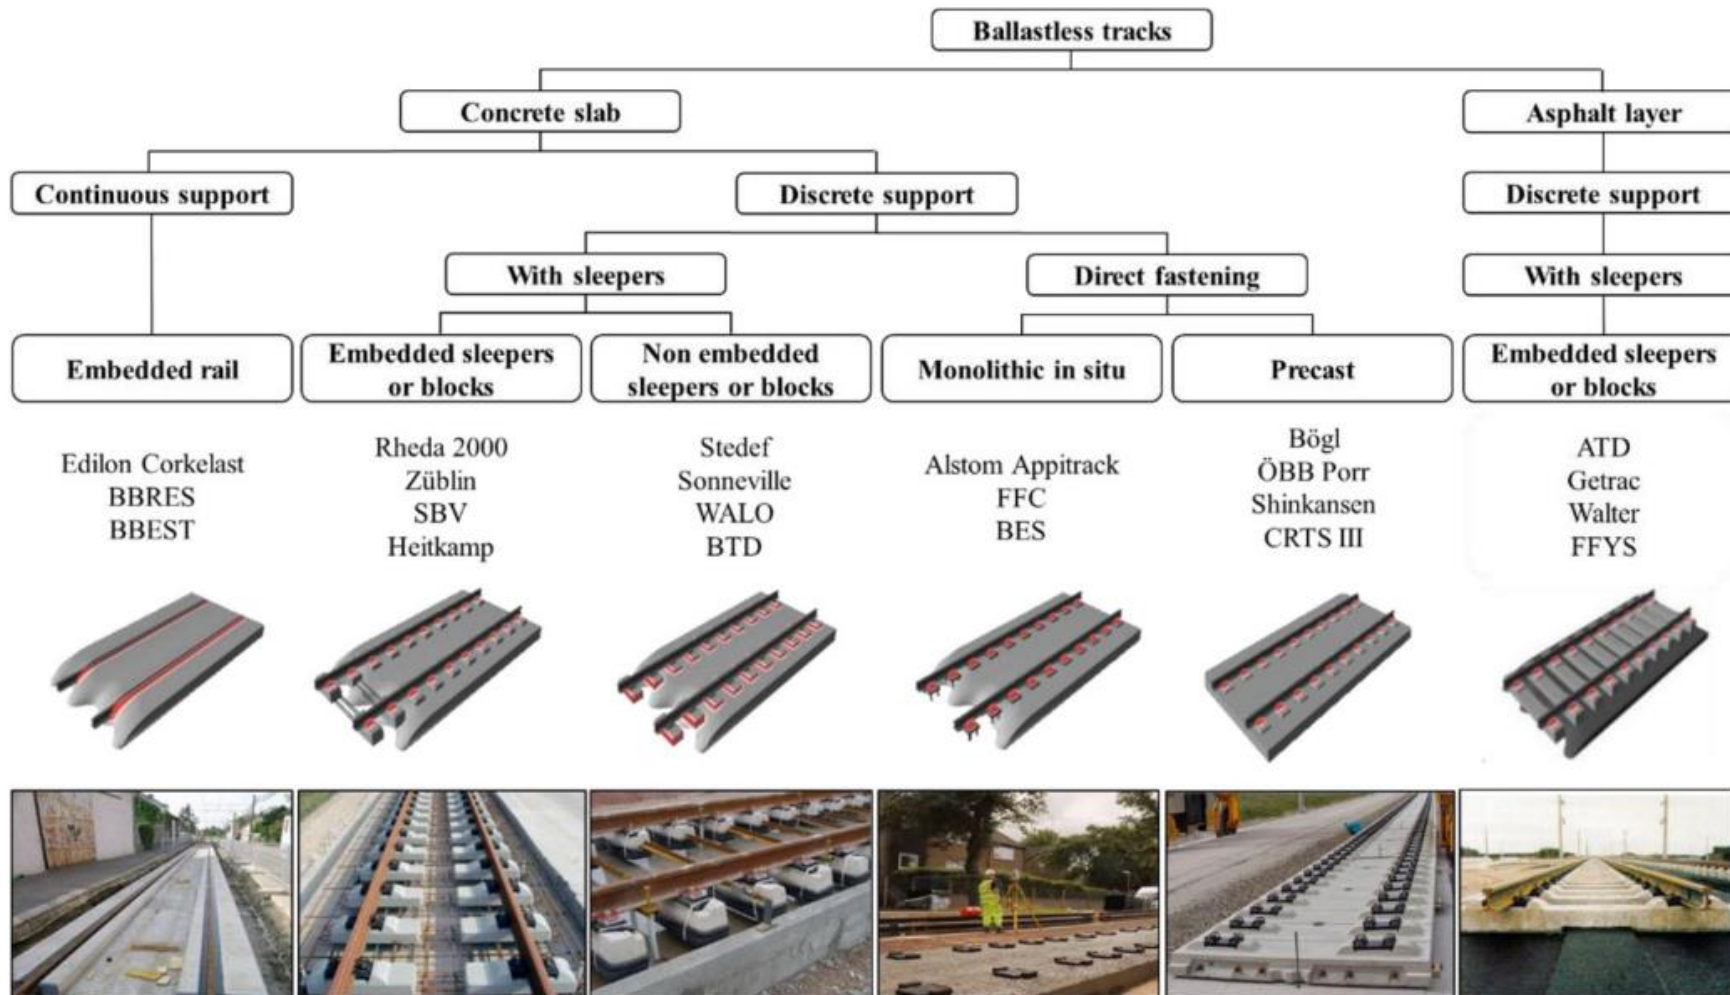 Ballastless tracks
Concrete slab
Asphalt layer
Continuous support
Discrete support
Discrete support
With sleepers
Direct fastening
With sleepers
Embedded rail
Embedded sleepers
or blocks
Non embedded
sleepers or blocks
Monolithic in situ
Precast
Embedded sleepers
or blocks
Edilon Corkelast
BBRES
BBEST
Rheda 2000
Züblin
SBV
Heitkamp
Stedef
Sonneville
WALO
BTD
Alstom Appitrack
FFC
BES
Bögl
ÖBB Porr
Shinkansen
CRTS III
ATD
Getrac
Walter
FFYS